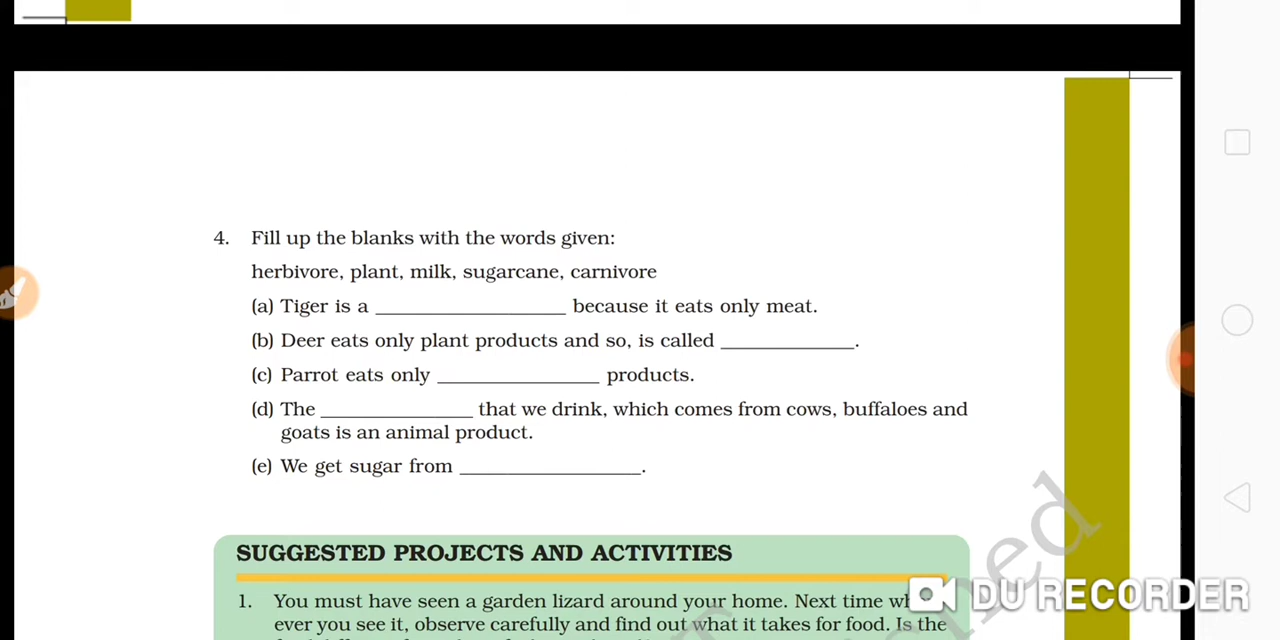 4. Fill up the blanks with the words given:
herbivore, plant, milk, sugarcane, carnivore
(a) Tiger is a ___________________ because it eats only meat.
(b) Deer eats only plant products and so, is called _____________.
(c) Parrot eats only ________________ products.
(d) The _______________ that we drink, which comes from cows, buffaloes and
goats is an animal product.
(e) We get sugar from __________________.
SUGGESTED PROJECTS AND ACTIVITIES
1. You must have seen a garden lizard around your home. Next time
ever you see it, observe carefully and find out what it takes for food. Is the
DU RECORDER